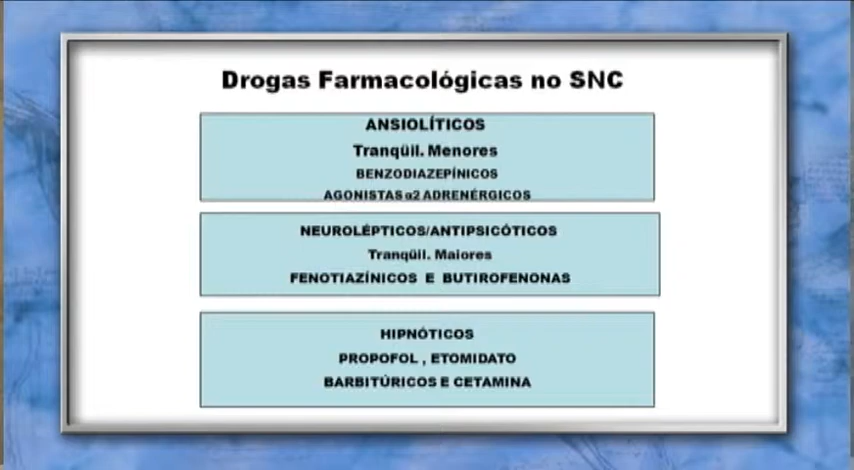 Drogas Farmacológicas no SNC
ANSIOLÍTICOS
Tranqüil. Menores
BENZODIAZEPÍNICOS
AGONISTAS α2 ADRENÉRGICOS
NEUROLÉPTICOS/ANTIPSICÓTICOS
Tranqüil. Maiores
FENOTIAZÍNICOS E BUTIROFENONAS
HIPNÓTICOS
PROPOFOL , ETOMIDATO
BARBITÚRICOS E CETAMINA